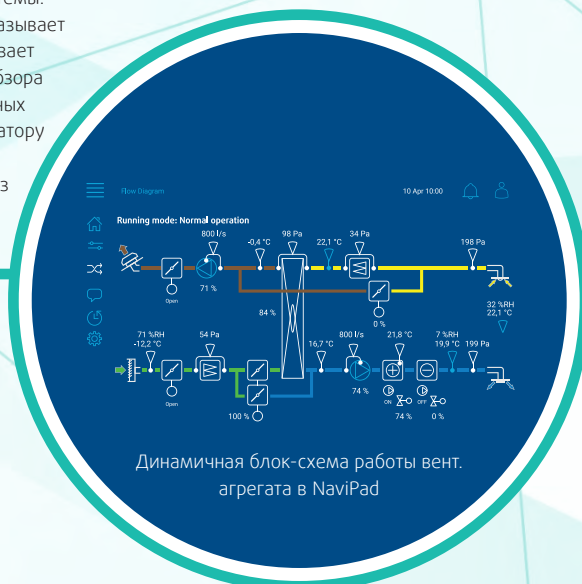 Flow Diagram
10 Apr 10:00
Running mode: Normal operation
800 l/s
-0,4 °C
98 Pa
22,1 °C
34 Pa
198 Pa
Open
71 %
0 %
84 %
32 %RH
22,1 °C
71 %RH
-12,2 °C
54 Pa
16,7 °C
800 l/s
21,8 °C
7 %RH
19,9 °C
199 Pa
Open
100 %
74 %
ON
OFF
74 %
0 %
Динамичная блок-схема работы вент.
агрегата в NaviPad